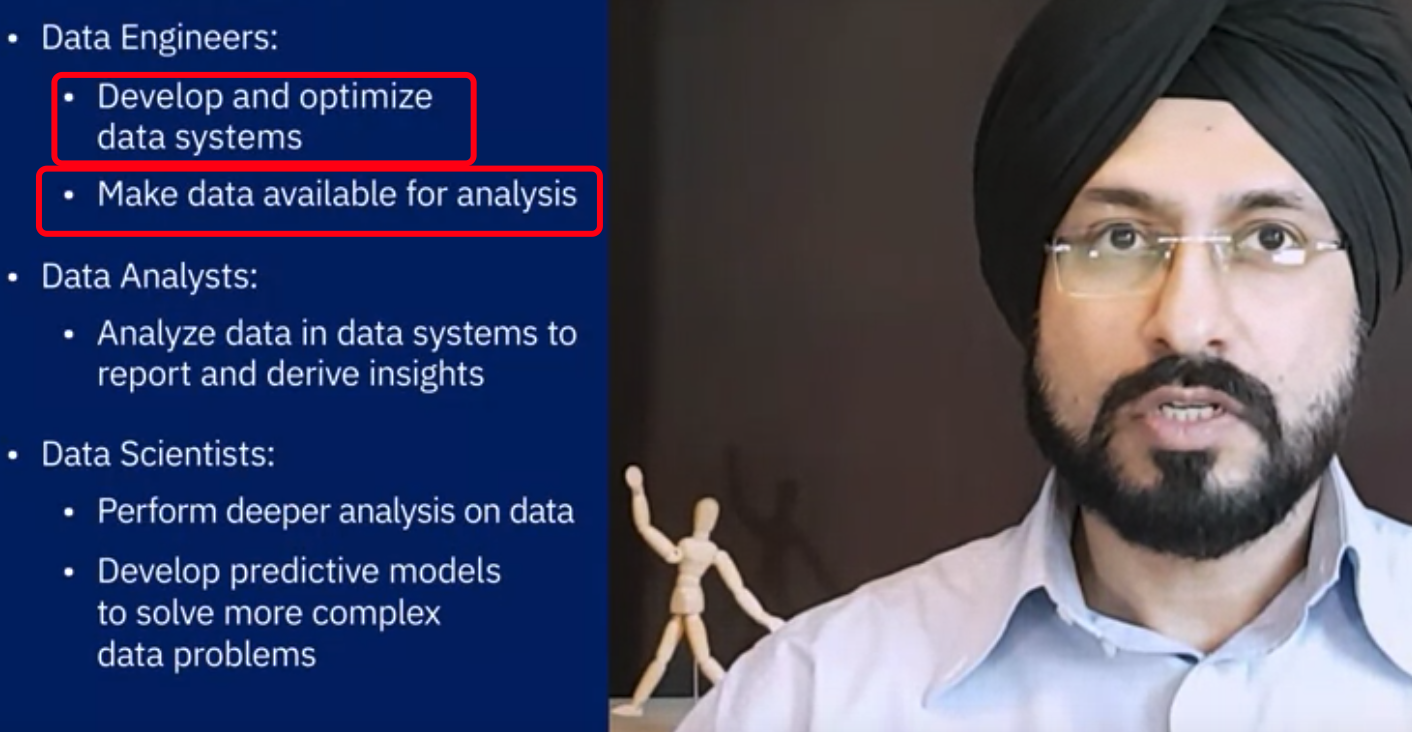 • Data Engineers:
• Develop and optimize
data systems
• Make data available for analysis
• Data Analysts:
• Analyze data in data systems to
report and derive insights
• Data Scientists:
• Perform deeper analysis on data
• Develop predictive models
to solve more complex
data problems